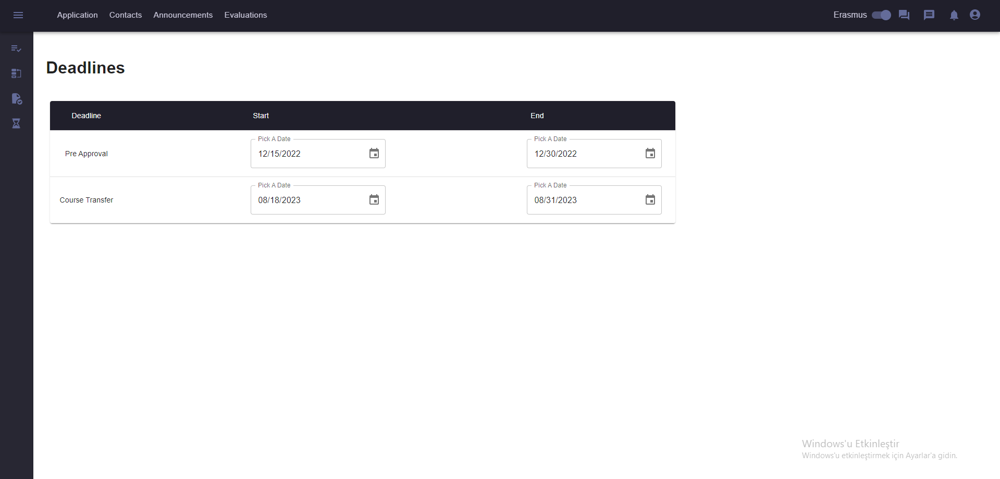 Application Contacts Announcements Evaluations Erasmus
Deadlines
Deadline Start End
Pick A Date Pick A Date
Pre Approval 12/15/2022 12/30/2022
Pick A Date Pick A Date
Course Transfer 08/18/2023 08/31/2023
Windows'u Etkinleştir
Windows'u etkinleştirmek için Ayarlar'a gidin.